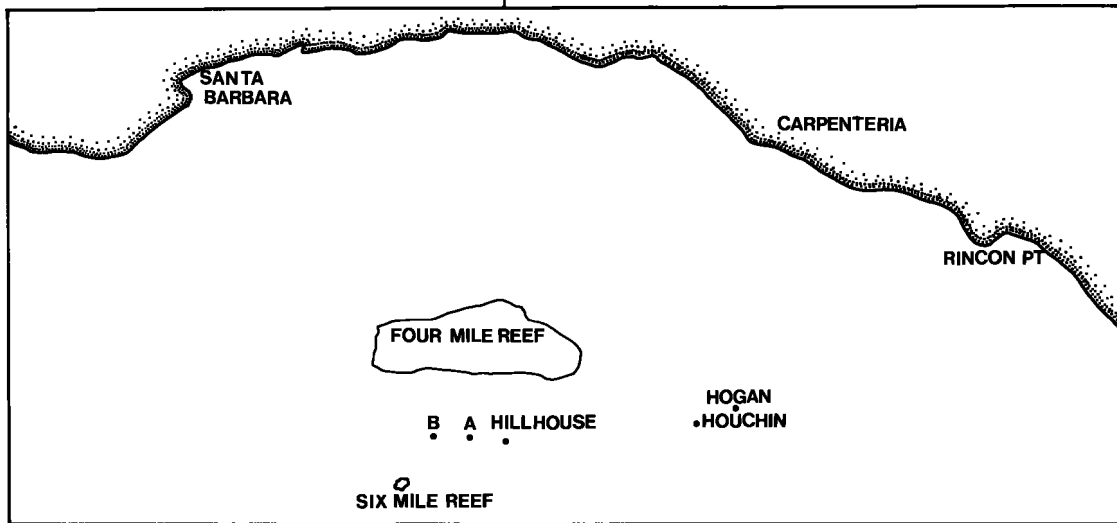 SANTA
BARBARA
CARPENTERIA
RINCON PT
FOUR MILE REEF
HOGAN
HOUCHIN
B A HILLHOUSE
SIX MILE REEF